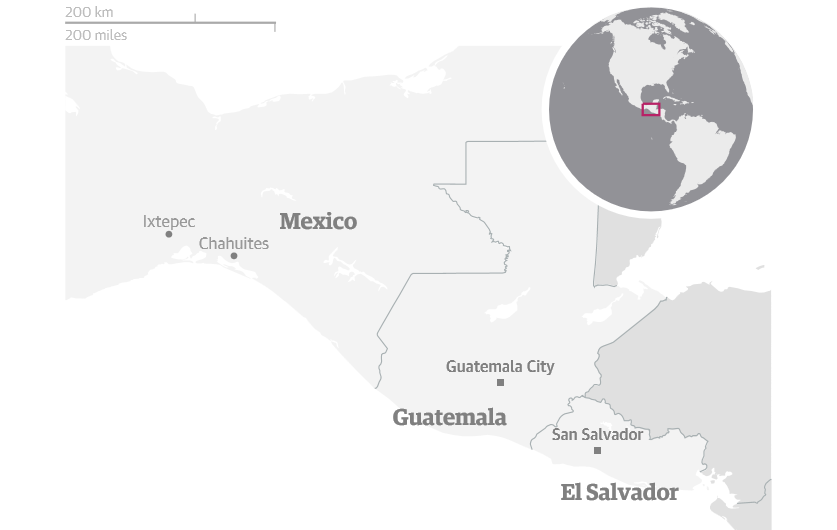 200 km
200 miles
Ixtepec
Mexico
Chahuites
Guatemala City
Guatemala
San Salvador
El Salvador